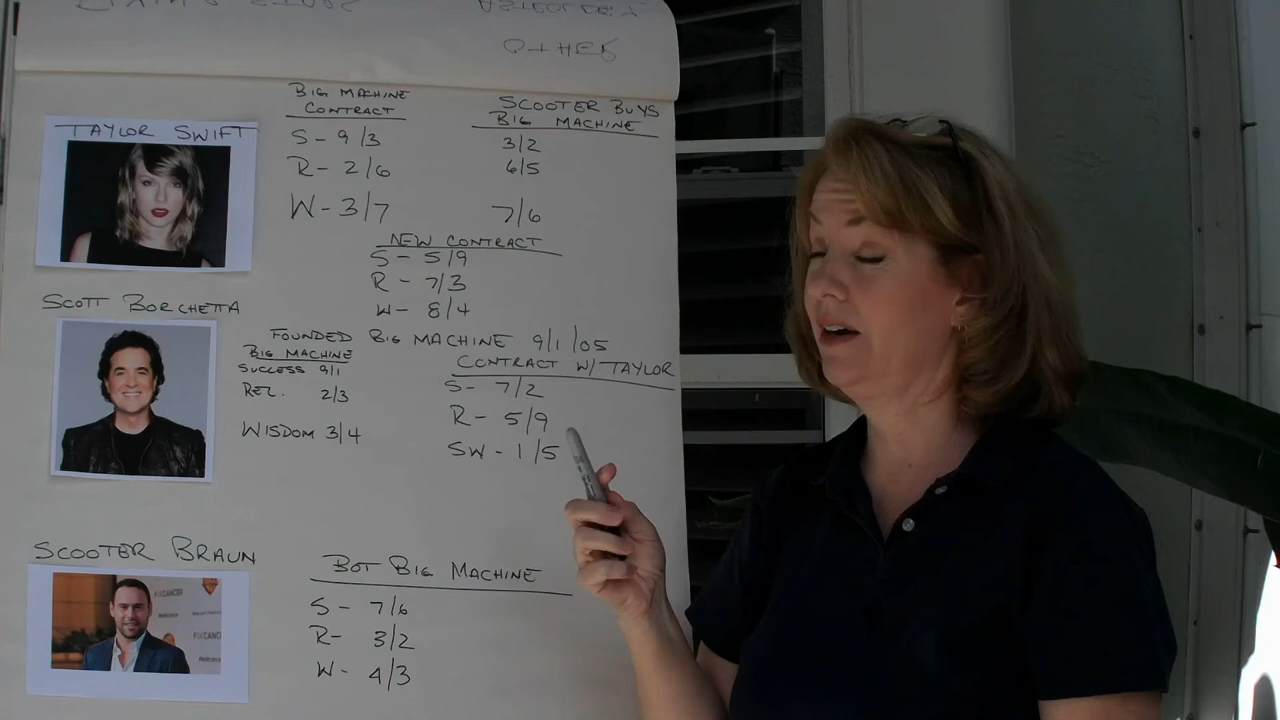 OTHER
BIG MACHINE
CONTRACT
S - 9/3
R - 2/6
W - 3/7
SCOOTER BUYS
BIG MACHINE
3/2
6/5
7/6
TAYLOR SWIFT
NEW CONTRACT
S - 5/9
R - 7/3
W - 8/4
SCOTT BORCHETTA
FOUNDED BIG MACHINE 9/1/05
BIG MACHINE
SUCCESS 9/1
REL. 2/3
WISDOM 3/4
CONTRACT W/ TAYLOR
S - 7/2
R - 5/9
SW - 1/5
SCOOTER BRAUN
BOT BIG MACHINE
S - 7/6
R - 3/2
W - 4/3